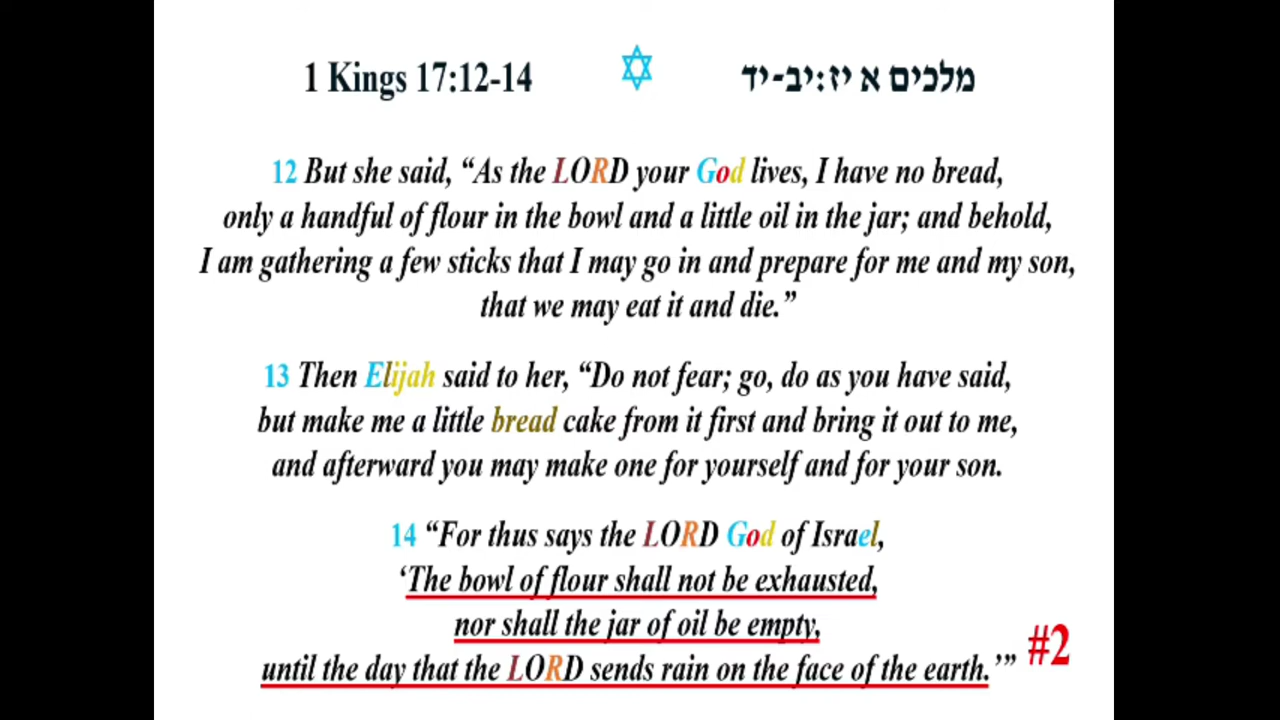 1 Kings 17:12-14 מלכים א יז:יב-יד
12 But she said, “As the LORD your God lives, I have no bread,
only a handful of flour in the bowl and a little oil in the jar; and behold,
I am gathering a few sticks that I may go in and prepare for me and my son,
that we may eat it and die.”
13 Then Elijah said to her, “Do not fear; go, do as you have said,
but make me a little bread cake from it first and bring it out to me,
and afterward you may make one for yourself and for your son.
14 “For thus says the LORD God of Israel,
‘The bowl of flour shall not be exhausted,
nor shall the jar of oil be empty,
until the day that the LORD sends rain on the face of the earth.’”
#2